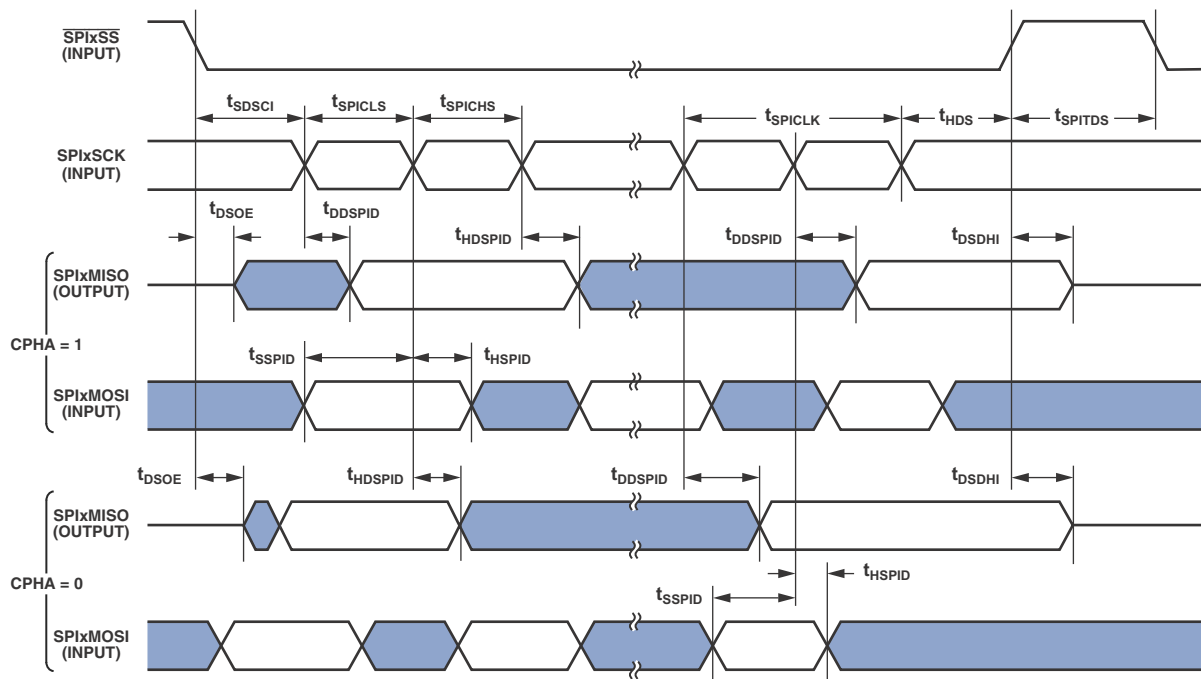 SPIxSS
(INPUT)
tSDSCI tSPICLS tSPICHS tSPICLK tHDS tSPITDS
SPIxSCK
(INPUT)
tDSOE tDDSPID tHDSPID tDDSPID tDSDHI
SPIxMISO
(OUTPUT)
CPHA = 1
tSSPID tHSPID
SPIxMOSI
(INPUT)
tDSOE tHDSPID tDDSPID tDSDHI
SPIxMISO
(OUTPUT)
CPHA = 0
tHSPID
tSSPID
SPIxMOSI
(INPUT)